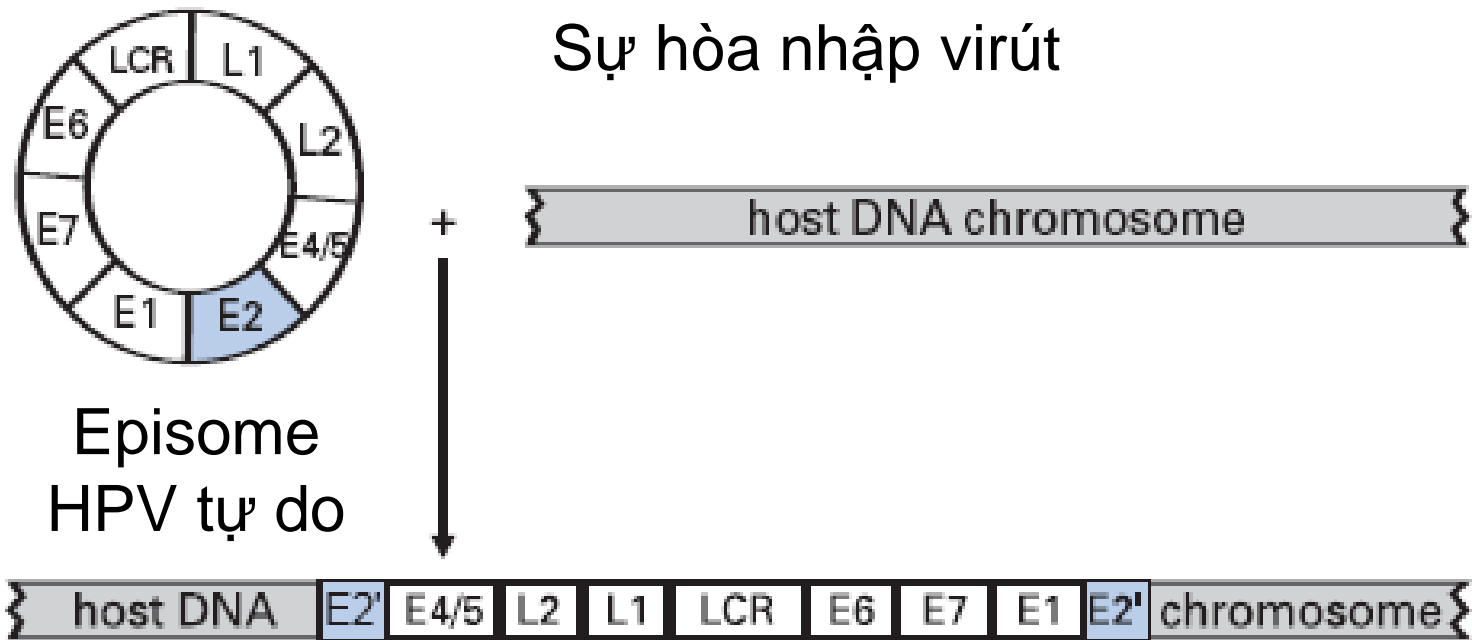 Sự hòa nhập virút
LCR L1
E6 L2
E7 E4/5
E1 E2
+
host DNA chromosome
Episome
HPV tự do
host DNA E2' E4/5 L2 L1 LCR E6 E7 E1 E2' chromosome